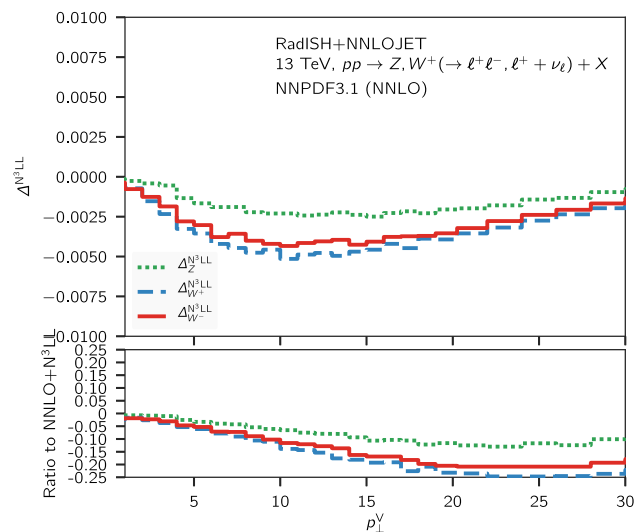 RadISH+NNLOJET
13 TeV, pp → Z, W⁺(→ ℓ⁺ℓ⁻, ℓ⁺ + νℓ) + X
NNPDF3.1 (NNLO)
Δ^N³LL
0.0100
0.0075
0.0050
0.0025
0.0000
−0.0025
−0.0050
−0.0075
0.0100
Δ_Z^N³LL
Δ_W⁺^N³LL
Δ_W⁻^N³LL
Ratio to NNLO+N³LL
0.25
0.20
0.15
0.10
0.05
0
-0.05
-0.10
-0.15
-0.20
-0.25
5 10 15 20 25 30
p_⊥^V